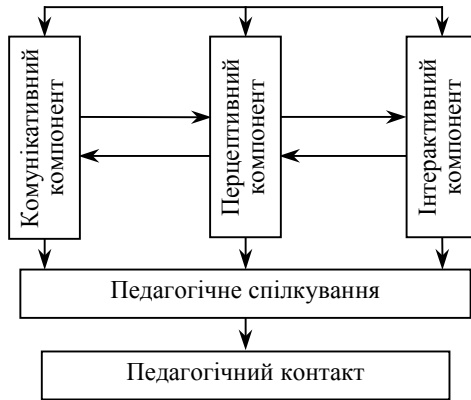 Комунікативний
компонент
Перцептивний
компонент
Інтерактивний
компонент
Педагогічне спілкування
Педагогічний контакт